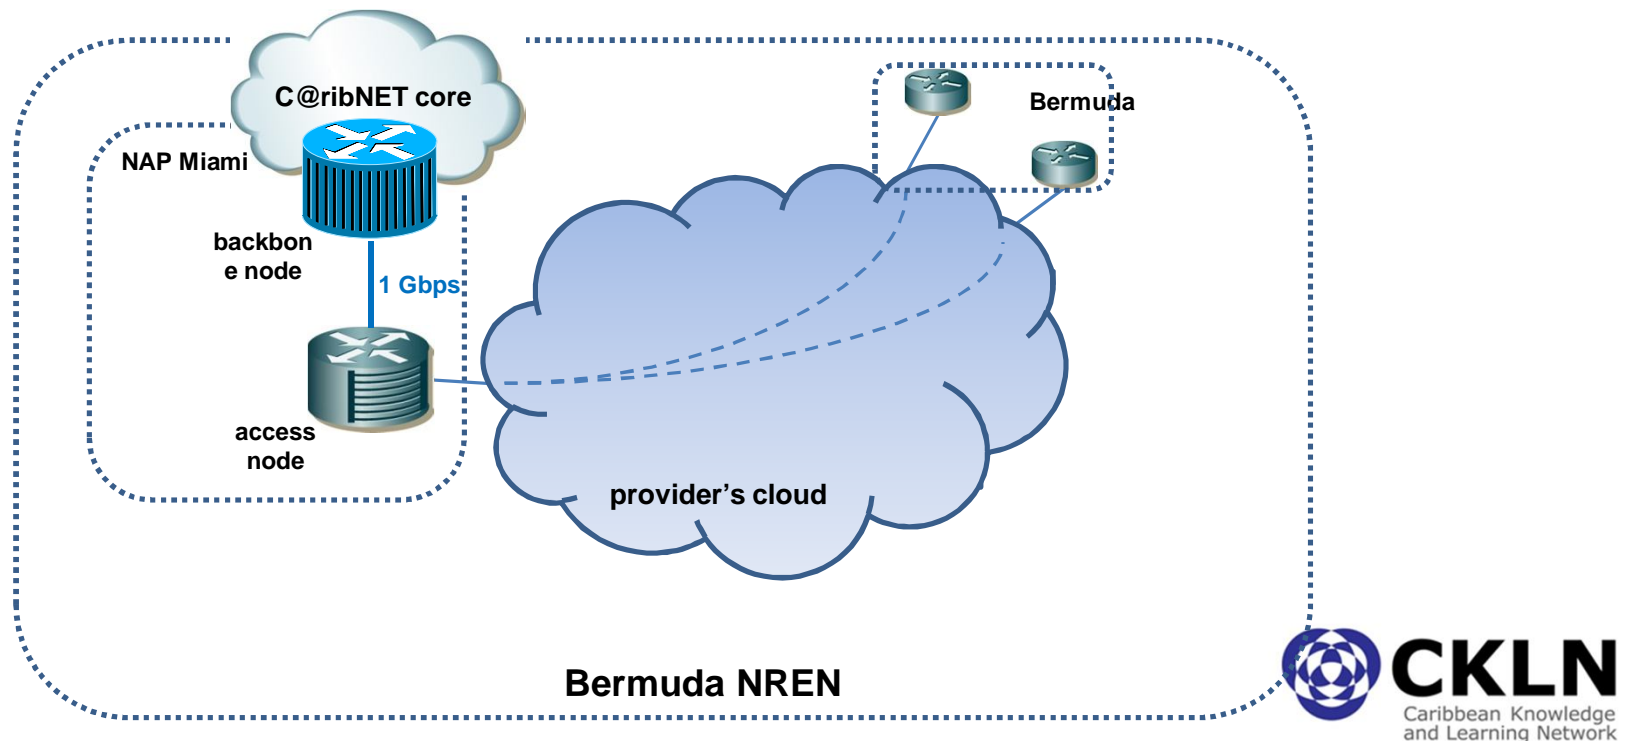 C@ribNET core
NAP Miami
Bermuda
backbon
e node
1 Gbps
access
node
provider’s cloud
Bermuda NREN
CKLN
Caribbean Knowledge
and Learning Network